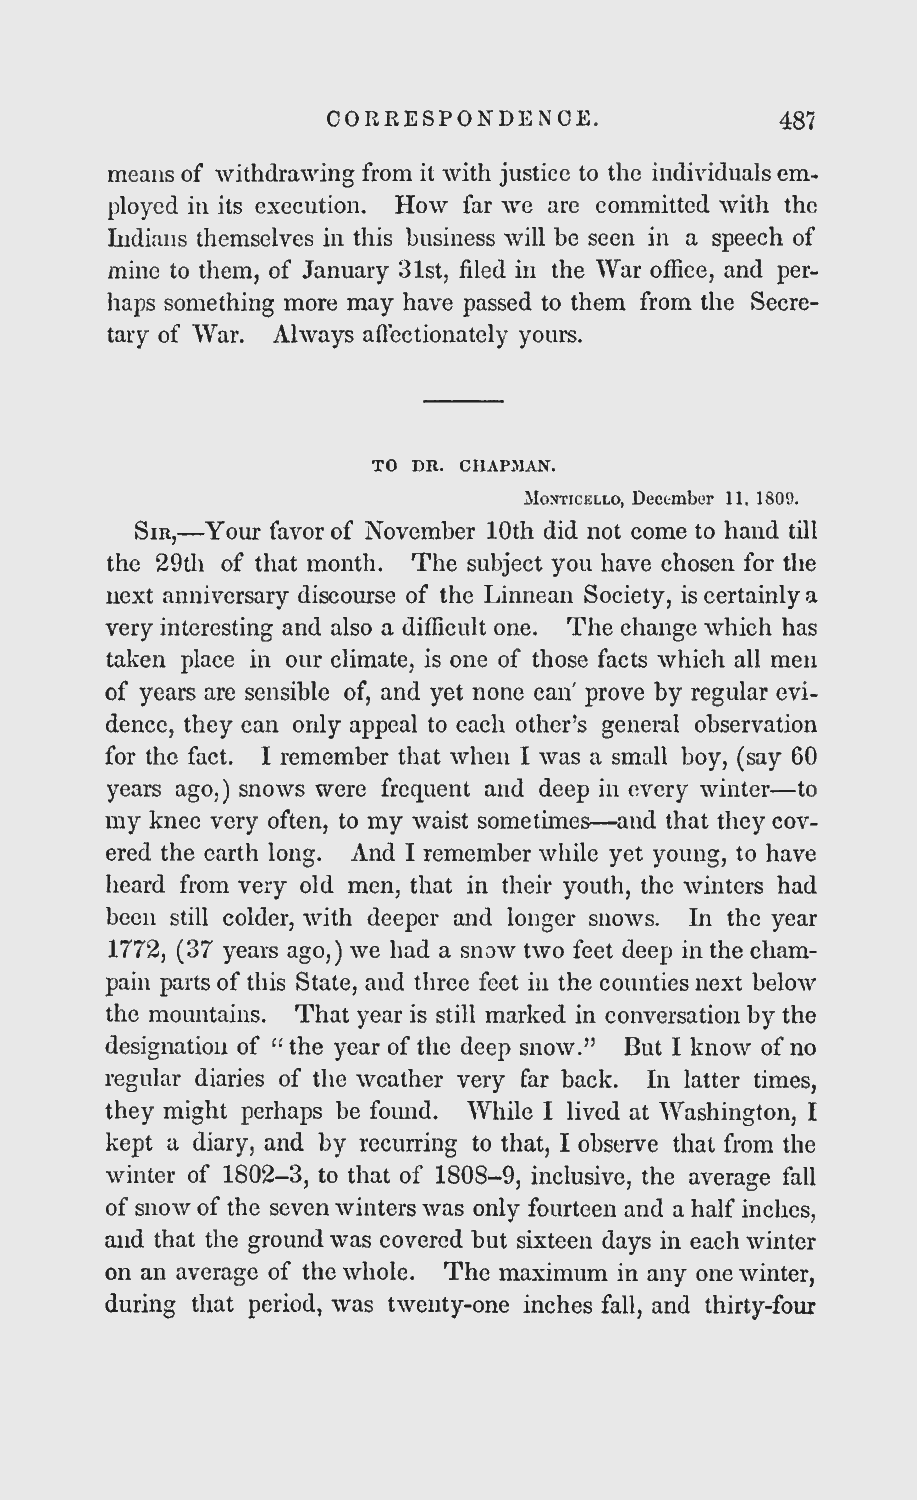 CORRESPONDENCE. 487
means of withdrawing from it with justice to the individuals em-
ployed in its execution. How far we are committed with the
Indians themselves in this business will be seen in a speech of
mine to them, of January 31st, filed in the War office, and per-
haps something more may have passed to them from the Secre-
tary of War. Always affectionately yours.
TO DR. CHAPMAN.
MONTICELLO, December 11, 1809.
SIR,—Your favor of November 10th did not come to hand till
the 29th of that month. The subject you have chosen for the
next anniversary discourse of the Linnean Society, is certainly a
very interesting and also a difficult one. The change which has
taken place in our climate, is one of those facts which all men
of years are sensible of, and yet none can' prove by regular evi-
dence, they can only appeal to each other's general observation
for the fact. I remember that when I was a small boy, (say 60
years ago,) snows were frequent and deep in every winter—to
my knee very often, to my waist sometimes—and that they cov-
ered the earth long. And I remember while yet young, to have
heard from very old men, that in their youth, the winters had
been still colder, with deeper and longer snows. In the year
1772, (37 years ago,) we had a snow two feet deep in the cham-
pain parts of this State, and three feet in the counties next below
the mountains. That year is still marked in conversation by the
designation of "the year of the deep snow." But I know of no
regular diaries of the weather very far back. In latter times,
they might perhaps be found. While I lived at Washington, I
kept a diary, and by recurring to that, I observe that from the
winter of 1802–3, to that of 1808–9, inclusive, the average fall
of snow of the seven winters was only fourteen and a half inches,
and that the ground was covered but sixteen days in each winter
on an average of the whole. The maximum in any one winter,
during that period, was twenty-one inches fall, and thirty-four